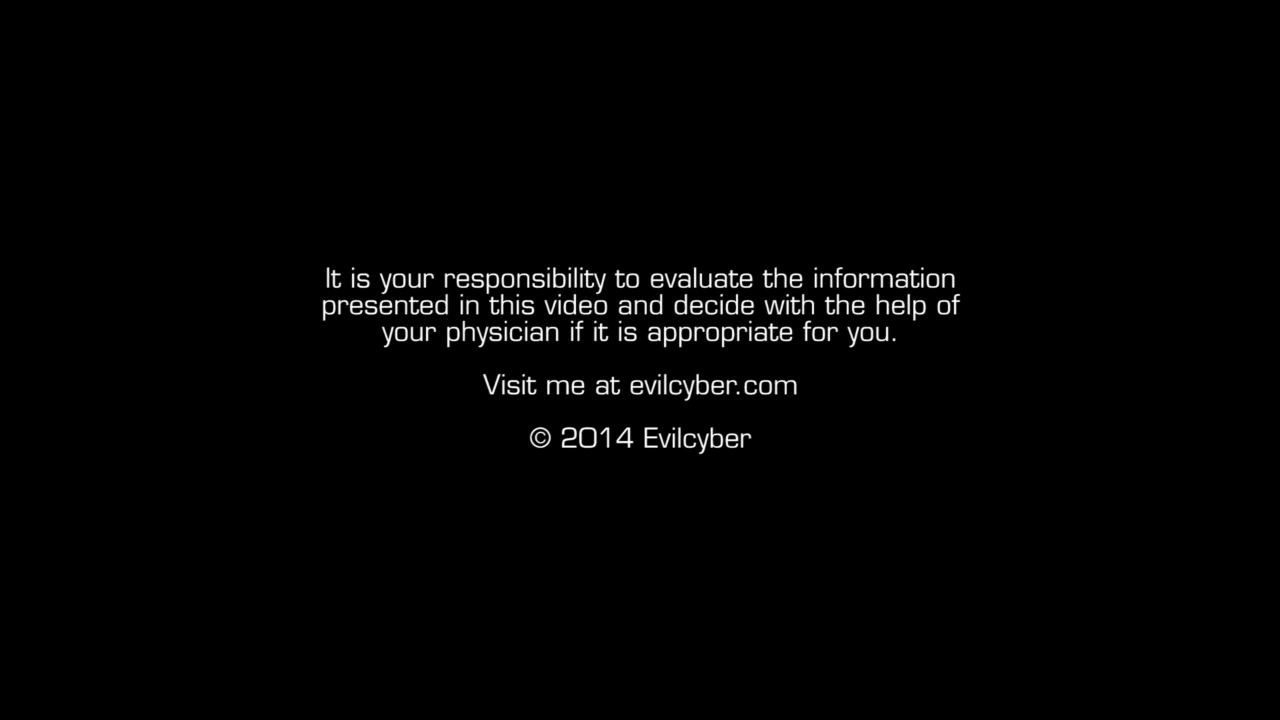 It is your responsibility to evaluate the information
presented in this video and decide with the help of
your physician if it is appropriate for you.
Visit me at evilcyber.com
© 2014 Evilcyber